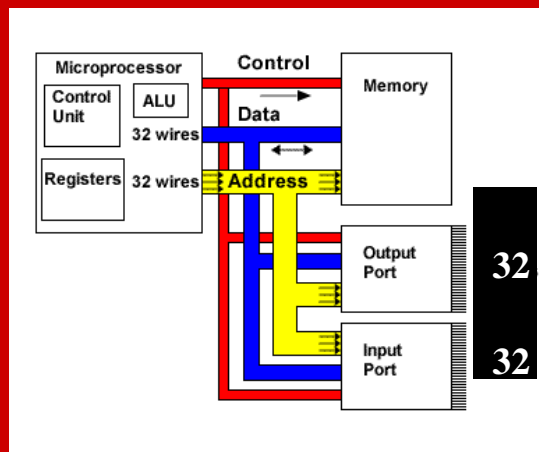 Microprocessor
Control
Unit
ALU
32 wires
Registers
32 wires
Control
Data
Address
Memory
Output
Port
32
Input
Port
32